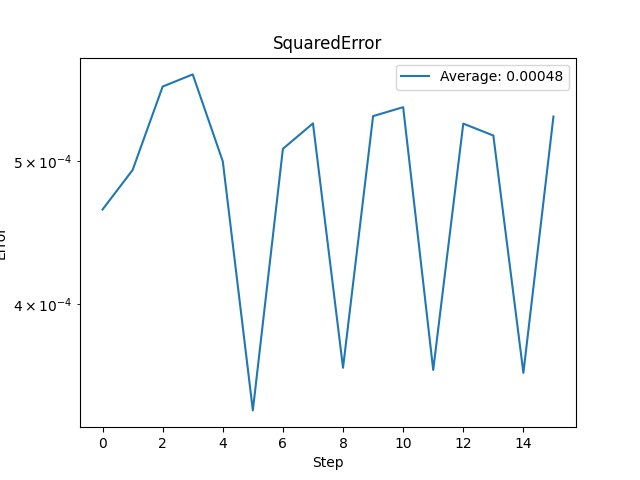 SquaredError
Average: 0.00048
5 × 10⁻⁴
4 × 10⁻⁴
Error
0 2 4 6 8 10 12 14
Step